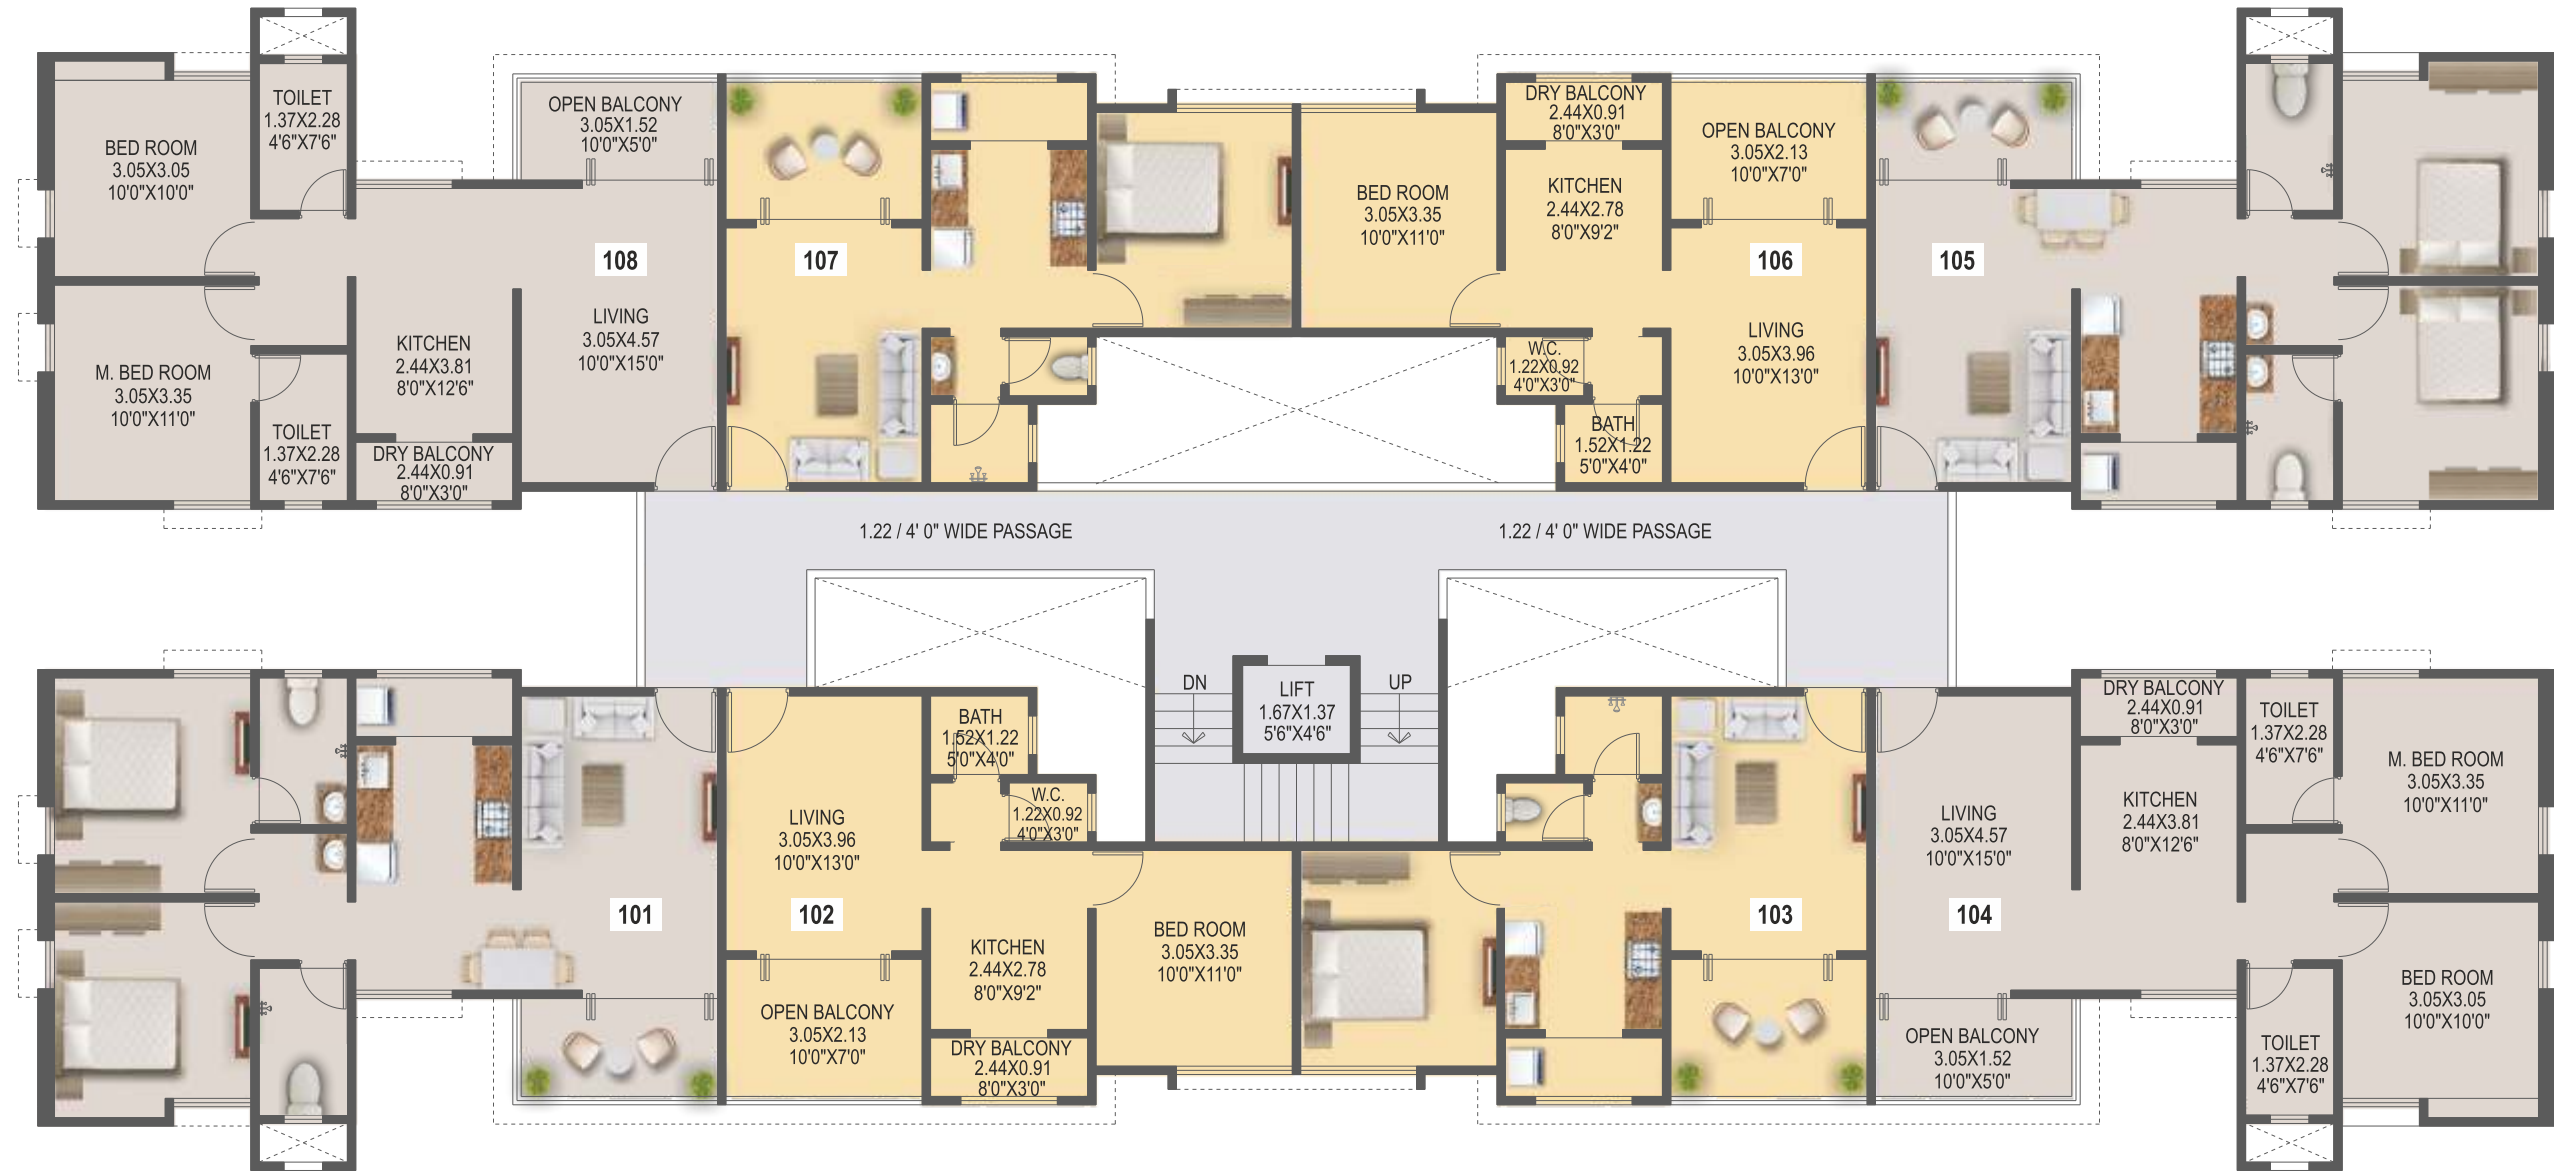 BED ROOM
3.05X3.05
10'0"X10'0"
TOILET
1.37X2.28
4'6"X7'6"
OPEN BALCONY
3.05X1.52
10'0"X5'0"
108
LIVING
3.05X4.57
10'0"X15'0"
M. BED ROOM
3.05X3.35
10'0"X11'0"
KITCHEN
2.44X3.81
8'0"X12'6"
TOILET
1.37X2.28
4'6"X7'6"
DRY BALCONY
2.44X0.91
8'0"X3'0"
107
BED ROOM
3.05X3.35
10'0"X11'0"
DRY BALCONY
2.44X0.91
8'0"X3'0"
KITCHEN
2.44X2.78
8'0"X9'2"
OPEN BALCONY
3.05X2.13
10'0"X7'0"
106
LIVING
3.05X3.96
10'0"X13'0"
W.C.
1.22X0.92
4'0"X3'0"
BATH
1.52X1.22
5'0"X4'0"
105
1.22 / 4' 0" WIDE PASSAGE
1.22 / 4' 0" WIDE PASSAGE
DN
LIFT
1.67X1.37
5'6"X4'6"
UP
101
LIVING
3.05X3.96
10'0"X13'0"
102
BATH
1.52X1.22
5'0"X4'0"
W.C.
1.22X0.92
4'0"X3'0"
KITCHEN
2.44X2.78
8'0"X9'2"
BED ROOM
3.05X3.35
10'0"X11'0"
OPEN BALCONY
3.05X2.13
10'0"X7'0"
DRY BALCONY
2.44X0.91
8'0"X3'0"
103
LIVING
3.05X4.57
10'0"X15'0"
104
DRY BALCONY
2.44X0.91
8'0"X3'0"
KITCHEN
2.44X3.81
8'0"X12'6"
TOILET
1.37X2.28
4'6"X7'6"
M. BED ROOM
3.05X3.35
10'0"X11'0"
OPEN BALCONY
3.05X1.52
10'0"X5'0"
BED ROOM
3.05X3.05
10'0"X10'0"
TOILET
1.37X2.28
4'6"X7'6"